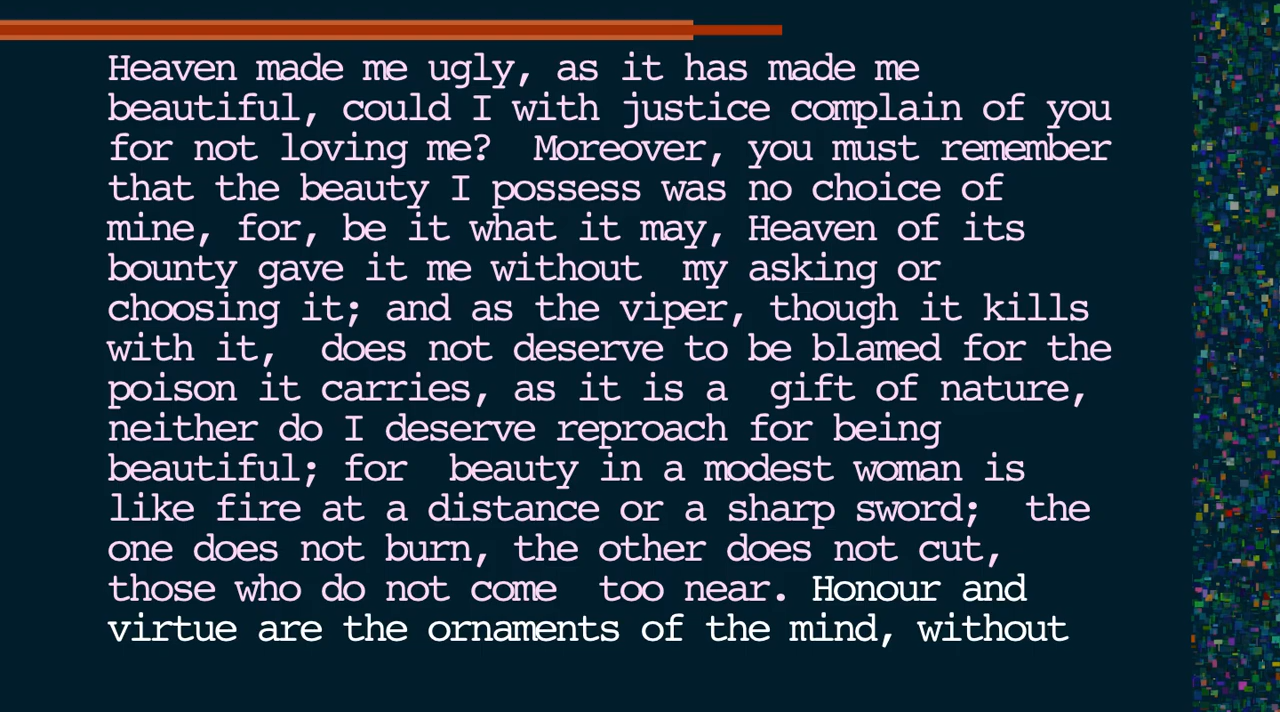 Heaven made me ugly, as it has made me
beautiful, could I with justice complain of you
for not loving me?  Moreover, you must remember
that the beauty I possess was no choice of
mine, for, be it what it may, Heaven of its
bounty gave it me without  my asking or
choosing it; and as the viper, though it kills
with it,  does not deserve to be blamed for the
poison it carries, as it is a  gift of nature,
neither do I deserve reproach for being
beautiful; for  beauty in a modest woman is
like fire at a distance or a sharp sword;  the
one does not burn, the other does not cut,
those who do not come  too near. Honour and
virtue are the ornaments of the mind, without